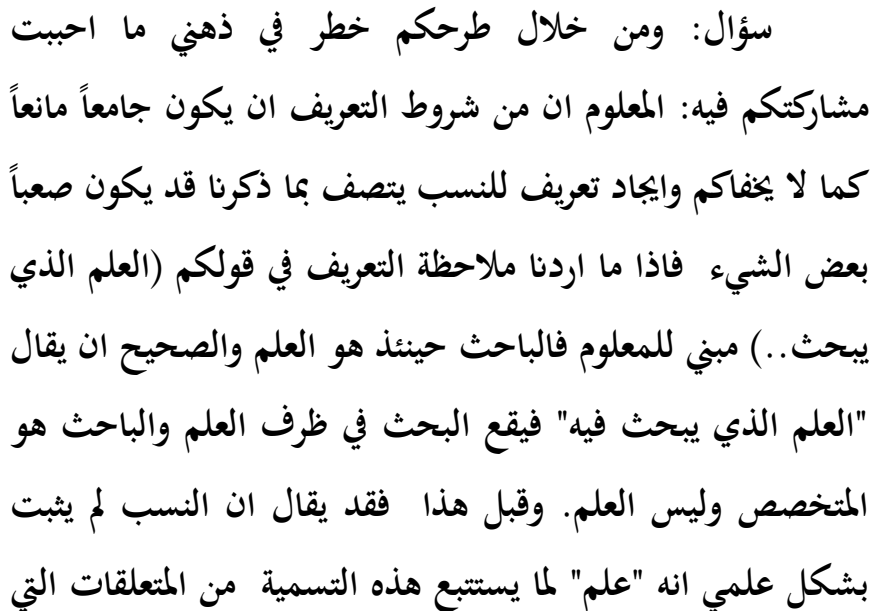 سؤال: ومن خلال طرحكم خطر في ذهني ما احببت
مشاركتكم فيه: المعلوم ان من شروط التعريف ان يكون جامعاً مانعاً
كما لا يخفاكم وايجاد تعريف للنسب يتصف بما ذكرنا قد يكون صعباً
بعض الشيء فاذا ما اردنا ملاحظة التعريف في قولكم (العلم الذي
يبحث..) مبني للمعلوم فالباحث حينئذ هو العلم والصحيح ان يقال
"العلم الذي يبحث فيه" فيقع البحث في ظرف العلم والباحث هو
المتخصص وليس العلم. وقبل هذا فقد يقال ان النسب لم يثبت
بشكل علمي انه "علم" لما يستتبع هذه التسمية من المتعلقات التي